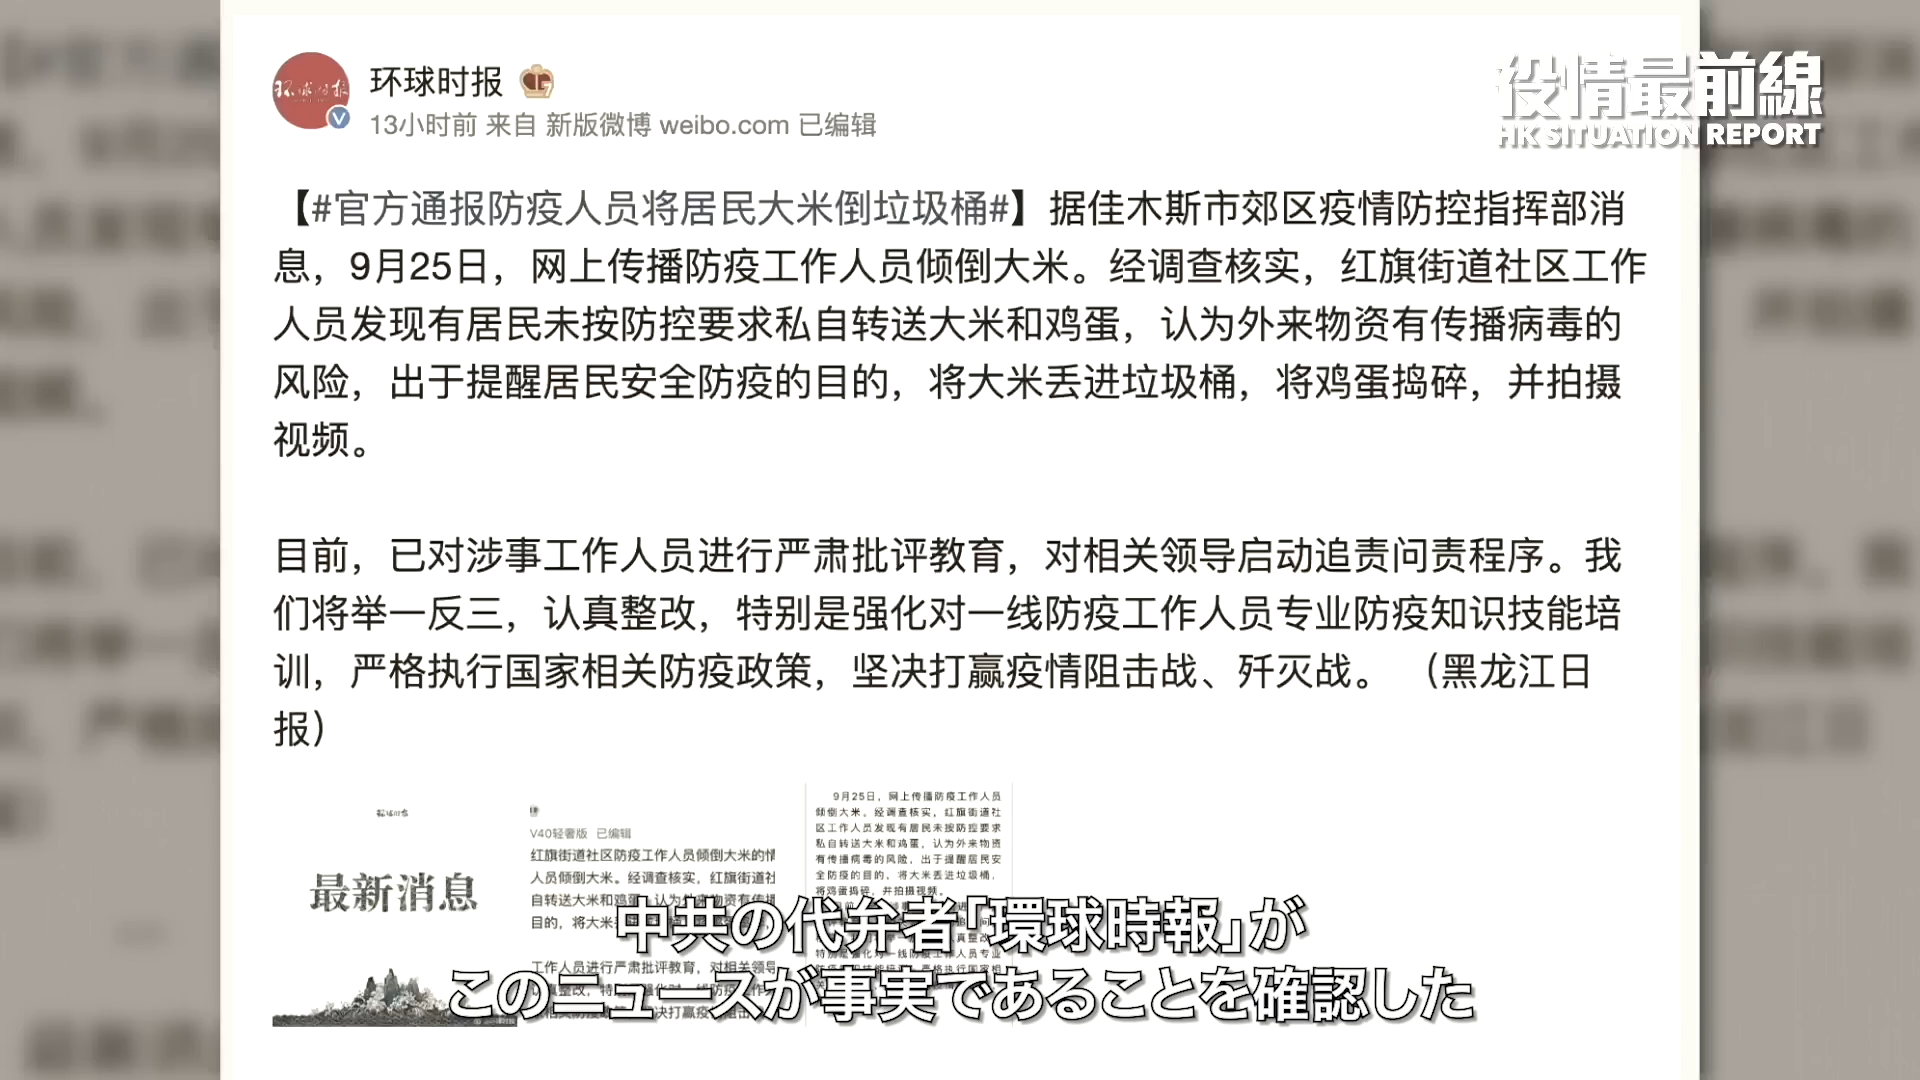 环球时报
13小时前 来自 新版微博 weibo.com 已编辑
疫情最前線
HK SITUATION REPORT
【#官方通报防疫人员将居民大米倒垃圾桶#】据佳木斯市郊区疫情防控指挥部消
息，9月25日，网上传播防疫工作人员倾倒大米。经调查核实，红旗街道社区工作
人员发现有居民未按防控要求私自转送大米和鸡蛋，认为外来物资有传播病毒的
风险，出于提醒居民安全防疫的目的，将大米丢进垃圾桶，将鸡蛋捣碎，并拍摄
视频。
目前，已对涉事工作人员进行严肃批评教育，对相关领导启动追责问责程序。我
们将举一反三，认真整改，特别是强化对一线防疫工作人员专业防疫知识技能培
训，严格执行国家相关防疫政策，坚决打赢疫情阻击战、歼灭战。（黑龙江日
报）
最新消息
V40轻奢版 已编辑
红旗街道社区防疫工作人员倾倒大米的情
人员倾倒大米。经调查核实，红旗街道社
工作人员进行严肃批评教育，对相关领导
9月25日，网上传播防疫工作人员
倾倒大米。经调查核实，红旗街道社
区工作人员发现有居民未按防控要求
私自转送大米和鸡蛋，认为外来物资
有传播病毒的风险，出于提醒居民安
全防疫的目的，将大米丢进垃圾桶，
将鸡蛋捣碎，并拍摄视频。
中共の代弁者「環球時報」が
このニュースが事実であることを確認した